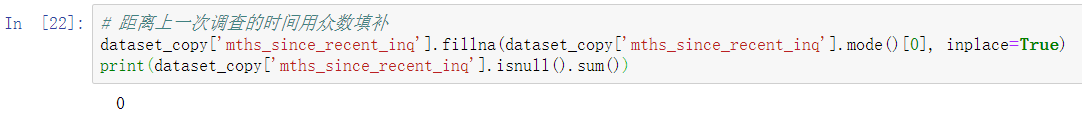 In [22]: # 距离上一次调查的时间用众数填补
dataset_copy['mths_since_recent_inq'].fillna(dataset_copy['mths_since_recent_inq'].mode()[0], inplace=True)
print(dataset_copy['mths_since_recent_inq'].isnull().sum())
0